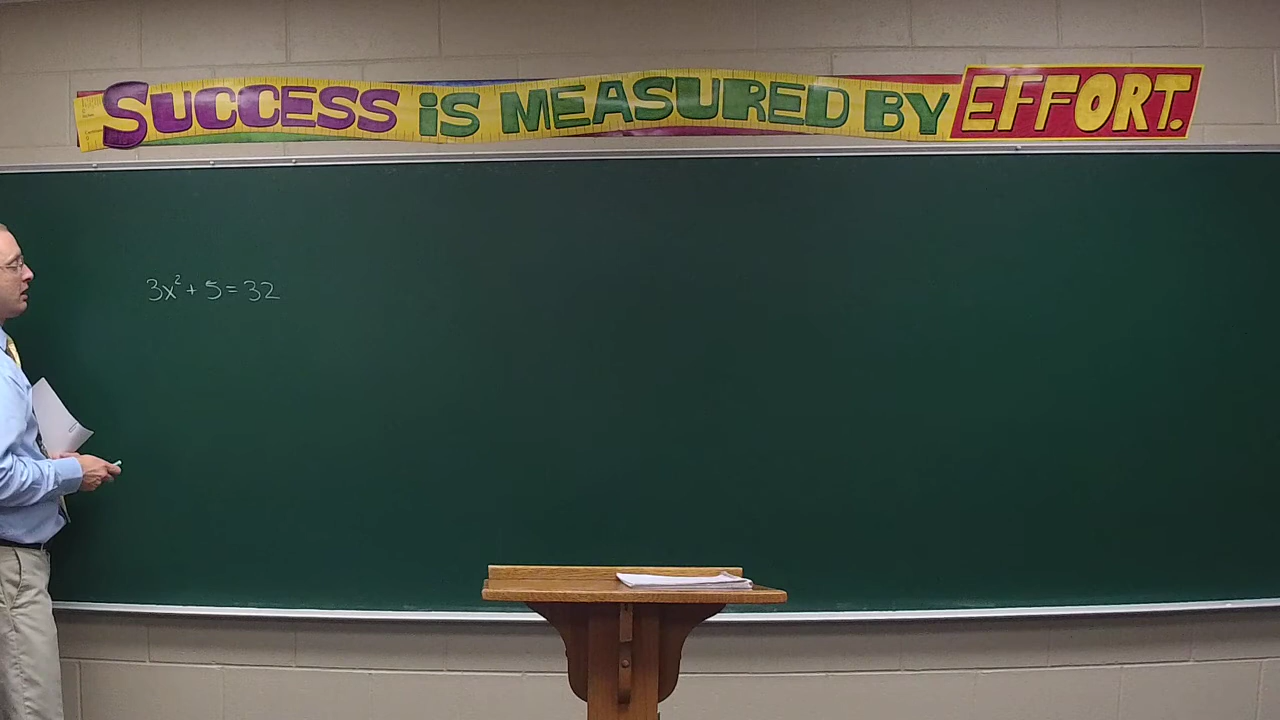 SUCCESS iS MEASURED BY EFFORT.
3x² + 5 = 32